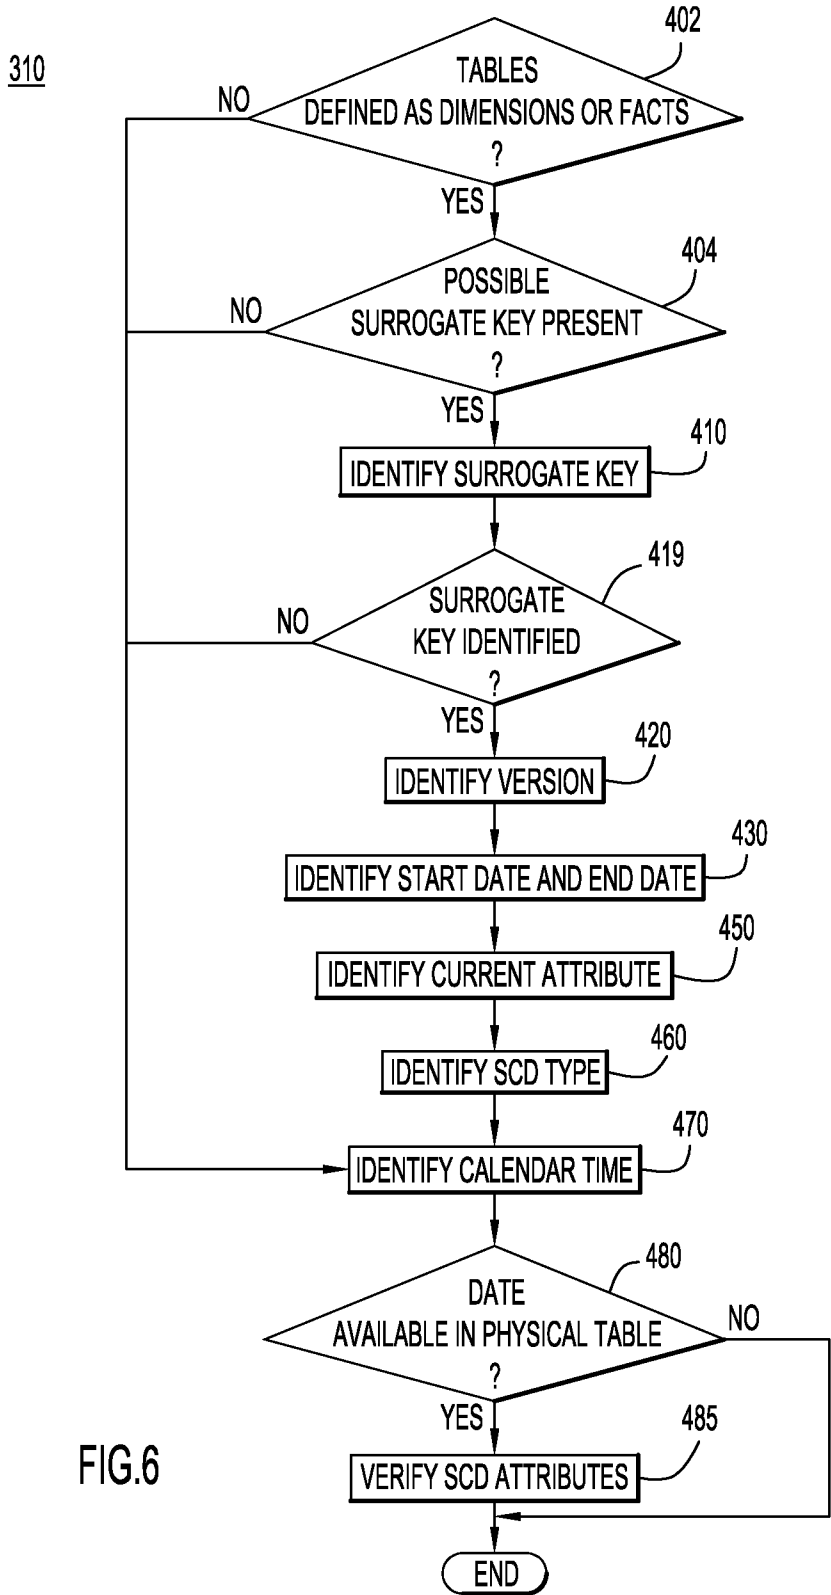 310
402
TABLES
DEFINED AS DIMENSIONS OR FACTS
?
NO
YES
404
POSSIBLE
SURROGATE KEY PRESENT
?
NO
YES
410
IDENTIFY SURROGATE KEY
419
SURROGATE
KEY IDENTIFIED
?
NO
YES
420
IDENTIFY VERSION
430
IDENTIFY START DATE AND END DATE
450
IDENTIFY CURRENT ATTRIBUTE
460
IDENTIFY SCD TYPE
470
IDENTIFY CALENDAR TIME
480
DATE
AVAILABLE IN PHYSICAL TABLE
?
NO
YES
485
VERIFY SCD ATTRIBUTES
END
FIG.6